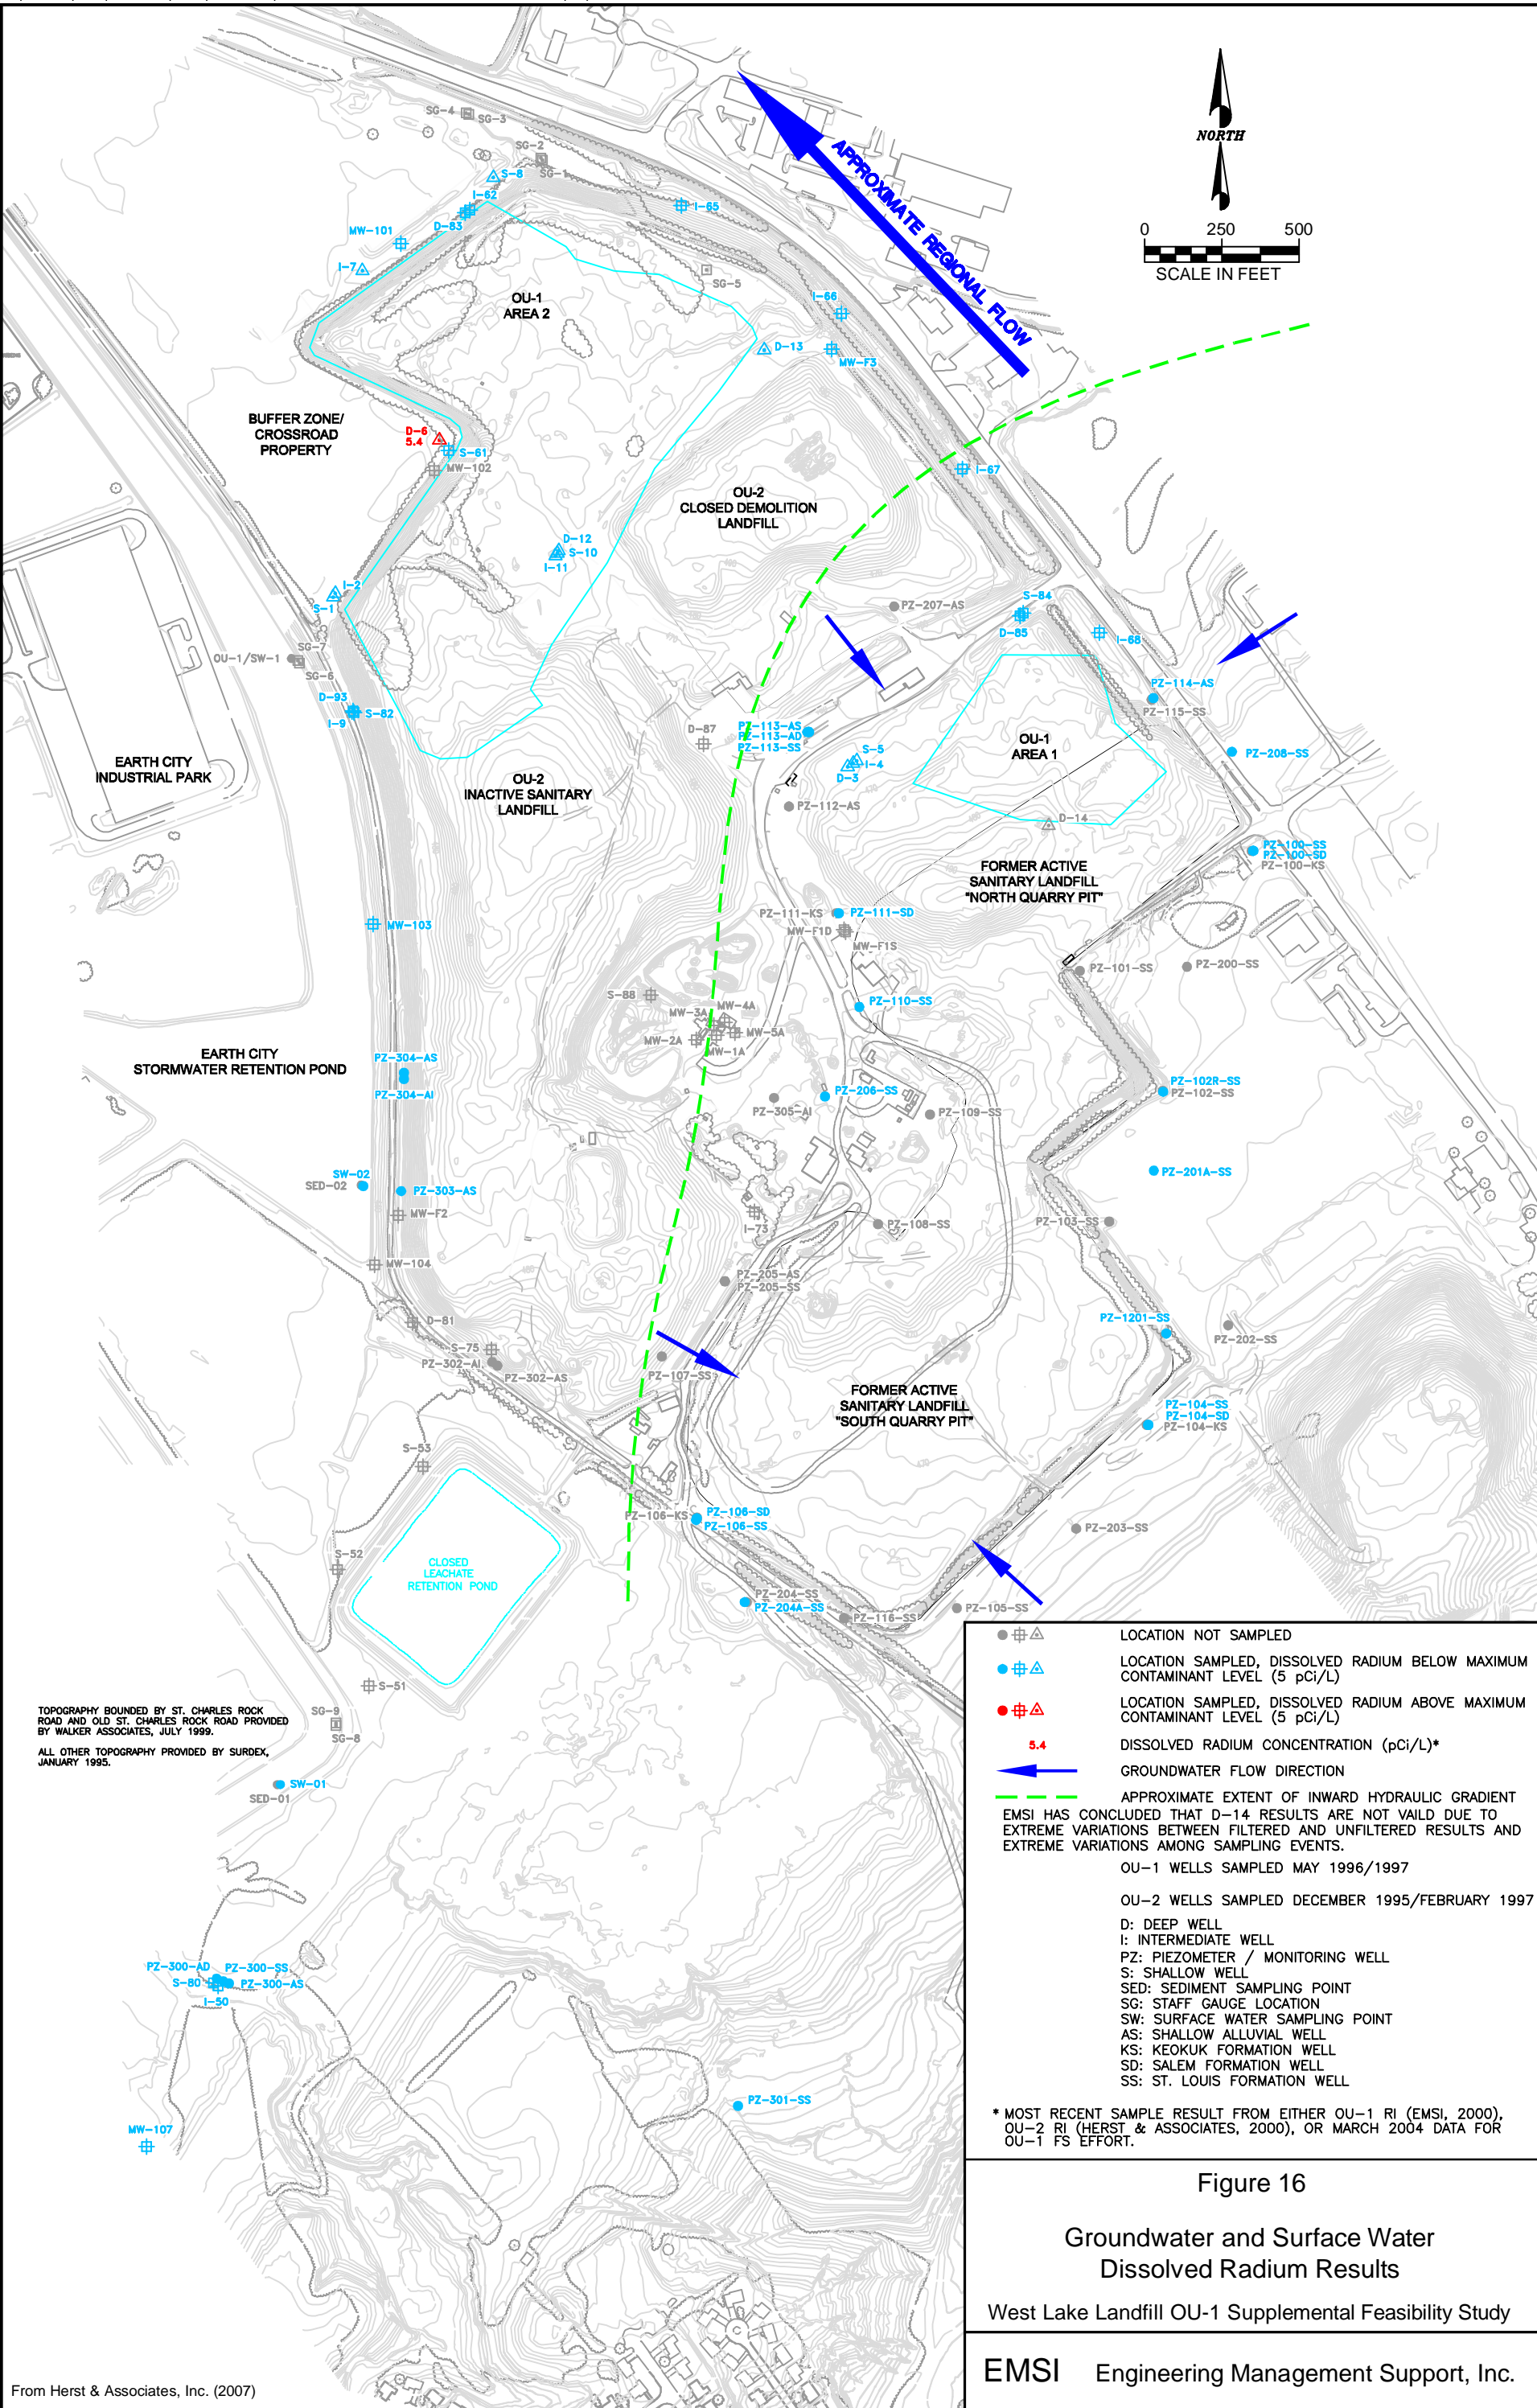 SG-4
SG-3
SG-2
SG-1
S-8
I-62
D-83
I-65
MW-101
I-7
SG-5
OU-1
AREA 2
I-66
D-13
MW-F3
APPROXIMATE REGIONAL FLOW
NORTH
0 250 500
SCALE IN FEET
BUFFER ZONE/
CROSSROAD
PROPERTY
D-6
5.4
S-61
MW-102
I-67
OU-2
CLOSED DEMOLITION
LANDFILL
D-12
S-10
I-11
I-2
S-1
PZ-207-AS
S-84
D-85
I-68
OU-1/SW-1
SG-7
SG-6
D-93
I-9
S-82
PZ-114-AS
PZ-115-SS
D-87
PZ-113-AS
PZ-113-AD
PZ-113-SS
S-5
I-4
D-3
OU-1
AREA 1
PZ-208-SS
EARTH CITY
INDUSTRIAL PARK
OU-2
INACTIVE SANITARY
LANDFILL
PZ-112-AS
D-14
PZ-100-SS
PZ-100-SD
PZ-100-KS
FORMER ACTIVE
SANITARY LANDFILL
"NORTH QUARRY PIT"
PZ-111-KS
PZ-111-SD
MW-F1D
MW-F1S
MW-103
PZ-101-SS
PZ-200-SS
S-88
PZ-110-SS
MW-4A
MW-3A
MW-5A
MW-2A
MW-1A
EARTH CITY
STORMWATER RETENTION POND
PZ-304-AS
PZ-304-AI
PZ-206-SS
PZ-305-AI
PZ-109-SS
PZ-102R-SS
PZ-102-SS
PZ-201A-SS
SW-02
SED-02
PZ-303-AS
MW-F2
I-73
PZ-108-SS
PZ-103-SS
MW-104
PZ-205-AS
PZ-205-SS
D-81
S-75
PZ-302-AI
PZ-302-AS
PZ-107-SS
PZ-1201-SS
PZ-202-SS
FORMER ACTIVE
SANITARY LANDFILL
"SOUTH QUARRY PIT"
PZ-104-SS
PZ-104-SD
PZ-104-KS
S-53
PZ-106-KS
PZ-106-SD
PZ-106-SS
PZ-203-SS
S-52
CLOSED
LEACHATE
RETENTION POND
PZ-204-SS
PZ-204A-SS
PZ-116-SS
PZ-105-SS
S-51
SG-9
SG-8
TOPOGRAPHY BOUNDED BY ST. CHARLES ROCK
ROAD AND OLD ST. CHARLES ROCK ROAD PROVIDED
BY WALKER ASSOCIATES, JULY 1999.
ALL OTHER TOPOGRAPHY PROVIDED BY SURDEX,
JANUARY 1995.
SW-01
SED-01
PZ-300-AD
PZ-300-SS
S-80
PZ-300-AS
I-50
PZ-301-SS
MW-107
LOCATION NOT SAMPLED
LOCATION SAMPLED, DISSOLVED RADIUM BELOW MAXIMUM
CONTAMINANT LEVEL (5 pCi/L)
LOCATION SAMPLED, DISSOLVED RADIUM ABOVE MAXIMUM
CONTAMINANT LEVEL (5 pCi/L)
5.4 DISSOLVED RADIUM CONCENTRATION (pCi/L)*
GROUNDWATER FLOW DIRECTION
APPROXIMATE EXTENT OF INWARD HYDRAULIC GRADIENT
EMSI HAS CONCLUDED THAT D-14 RESULTS ARE NOT VAILD DUE TO
EXTREME VARIATIONS BETWEEN FILTERED AND UNFILTERED RESULTS AND
EXTREME VARIATIONS AMONG SAMPLING EVENTS.
OU-1 WELLS SAMPLED MAY 1996/1997
OU-2 WELLS SAMPLED DECEMBER 1995/FEBRUARY 1997
D: DEEP WELL
I: INTERMEDIATE WELL
PZ: PIEZOMETER / MONITORING WELL
S: SHALLOW WELL
SED: SEDIMENT SAMPLING POINT
SG: STAFF GAUGE LOCATION
SW: SURFACE WATER SAMPLING POINT
AS: SHALLOW ALLUVIAL WELL
KS: KEOKUK FORMATION WELL
SD: SALEM FORMATION WELL
SS: ST. LOUIS FORMATION WELL
* MOST RECENT SAMPLE RESULT FROM EITHER OU-1 RI (EMSI, 2000),
OU-2 RI (HERST & ASSOCIATES, 2000), OR MARCH 2004 DATA FOR
OU-1 FS EFFORT.
Figure 16
Groundwater and Surface Water
Dissolved Radium Results
West Lake Landfill OU-1 Supplemental Feasibility Study
EMSI Engineering Management Support, Inc.
From Herst & Associates, Inc. (2007)